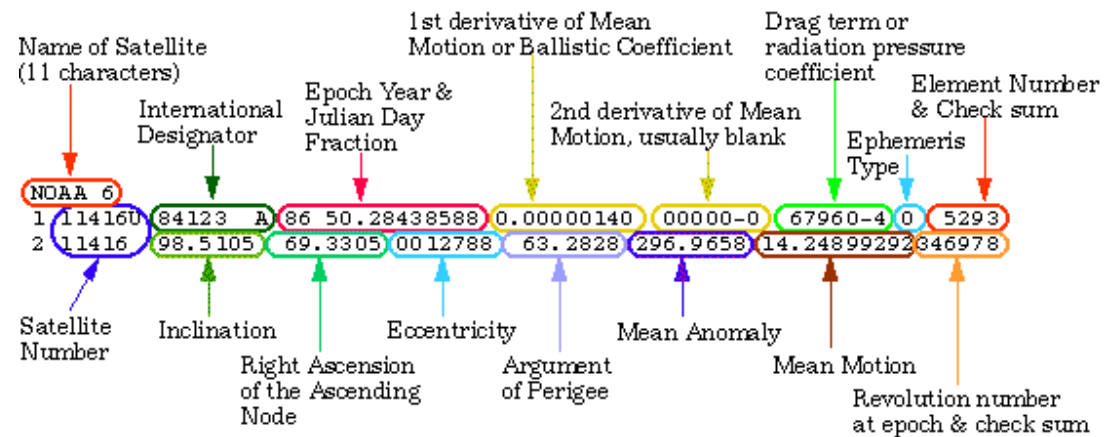 Name of Satellite
(11 characters)
International
Designator
Epoch Year &
Julian Day
Fraction
1st derivative of Mean
Motion or Ballistic Coefficient
2nd derivative of Mean
Motion, usually blank
Drag term or
radiation pressure
coefficient
Ephemeris
Type
Element Number
& Check sum
NOAA 6
1 11416U 84123 A 86 50.28438588 0.00000140 00000-0 67960-4 0 5293
2 11416 98.5105 69.3305 0012788 63.2828 296.9658 14.24899292346978
Satellite
Number
Inclination
Right Ascension
of the Ascending
Node
Eccentricity
Argument
of Perigee
Mean Anomaly
Mean Motion
Revolution number
at epoch & check sum